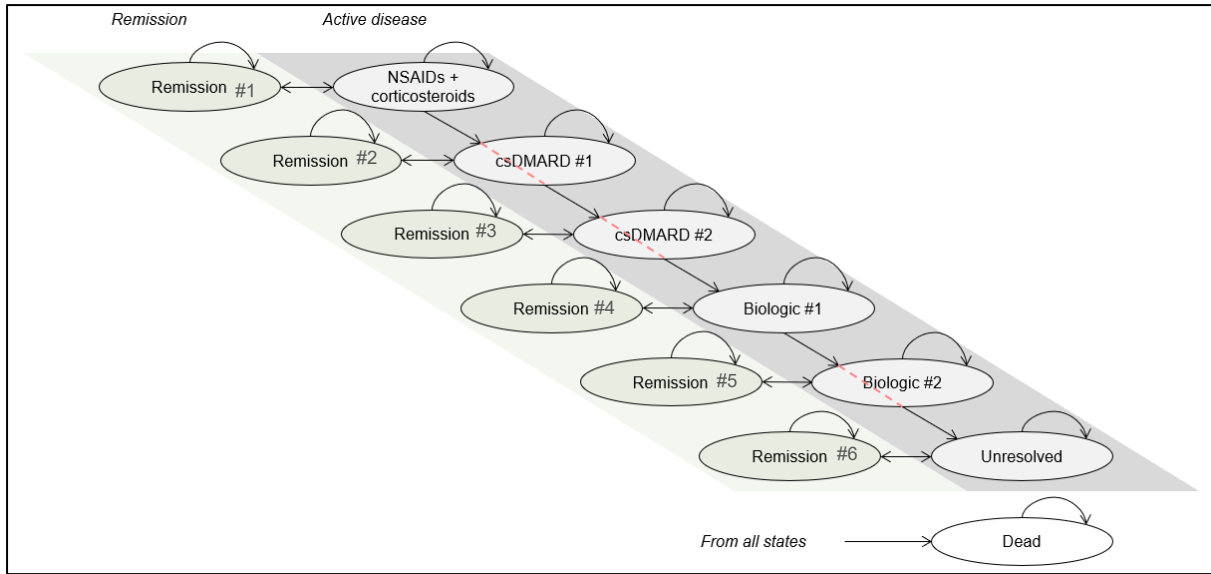 Remission
Active disease
Remission #1
NSAIDs +
corticosteroids
Remission #2
csDMARD #1
Remission #3
csDMARD #2
Remission #4
Biologic #1
Remission #5
Biologic #2
Remission #6
Unresolved
From all states
Dead